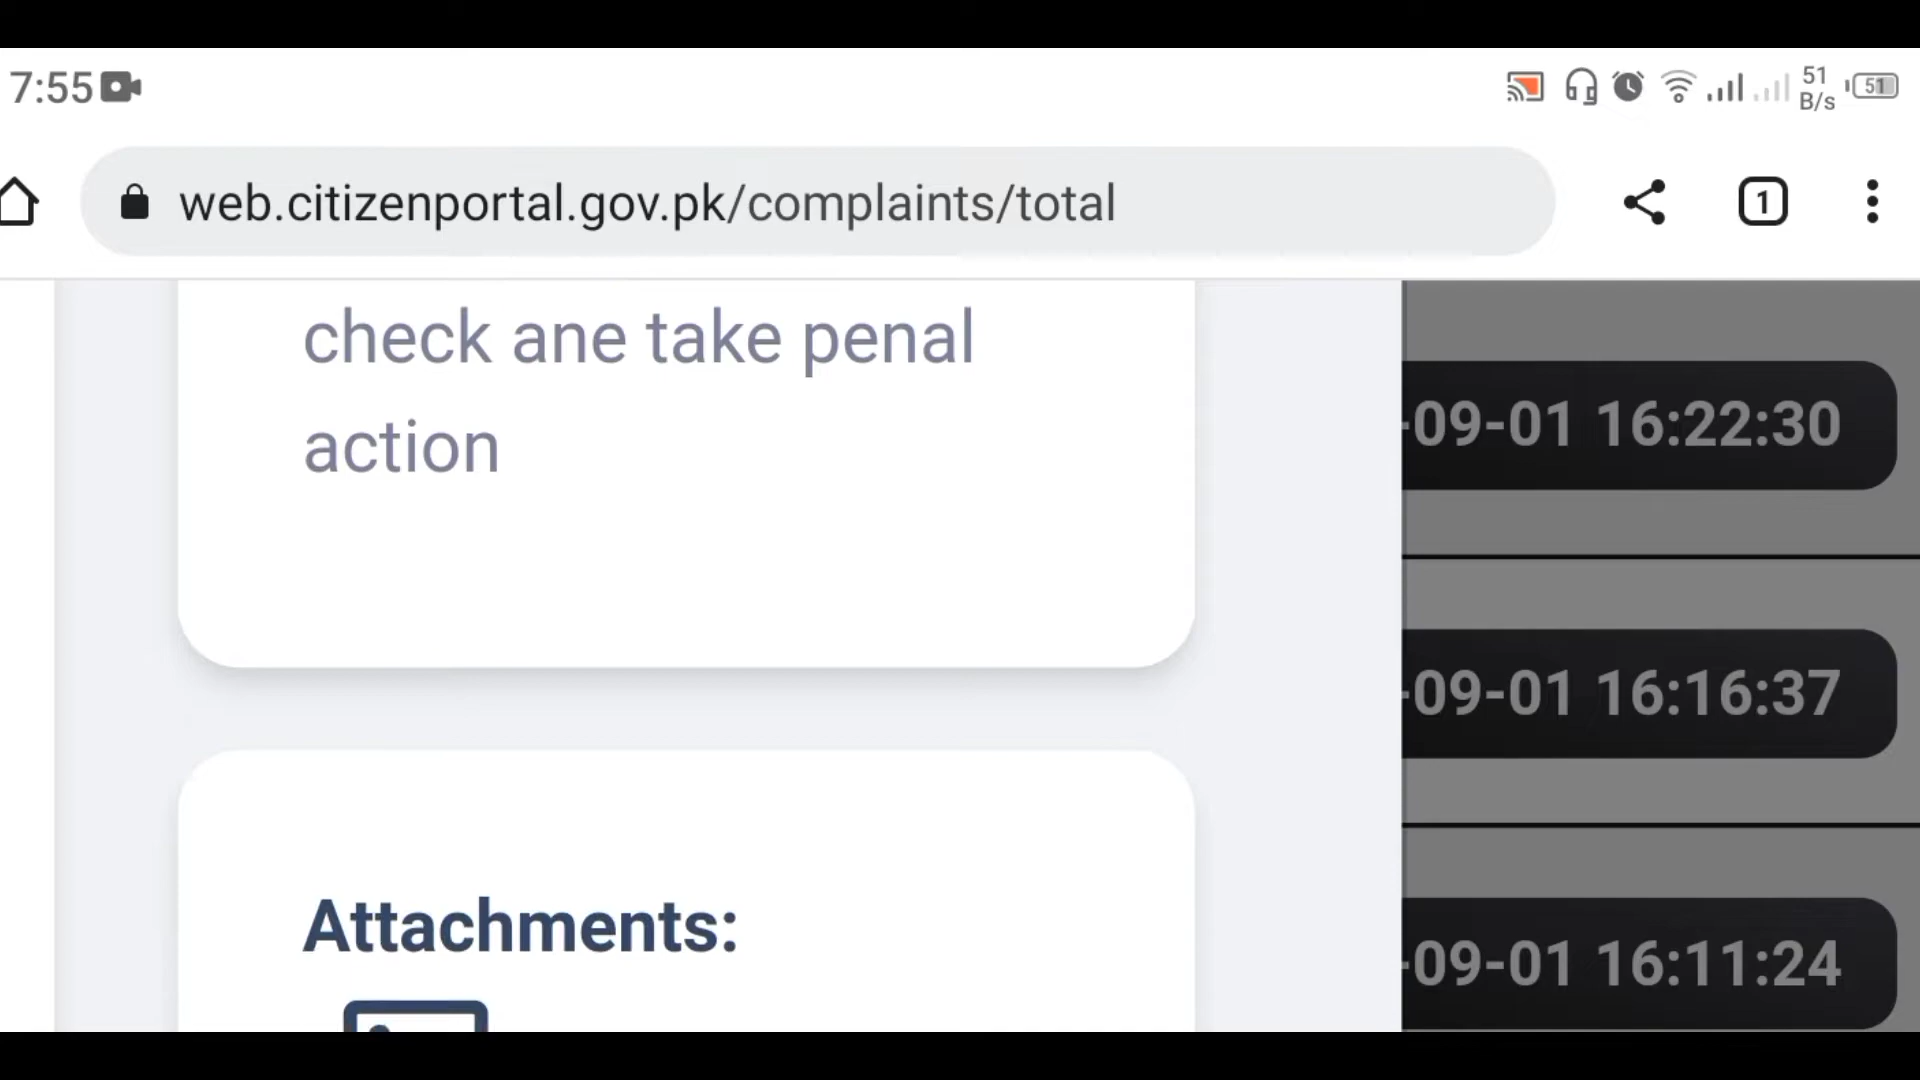 7:55
51
B/s
51
web.citizenportal.gov.pk/complaints/total
1
check ane take penal
action
-09-01 16:22:30
-09-01 16:16:37
Attachments:
-09-01 16:11:24